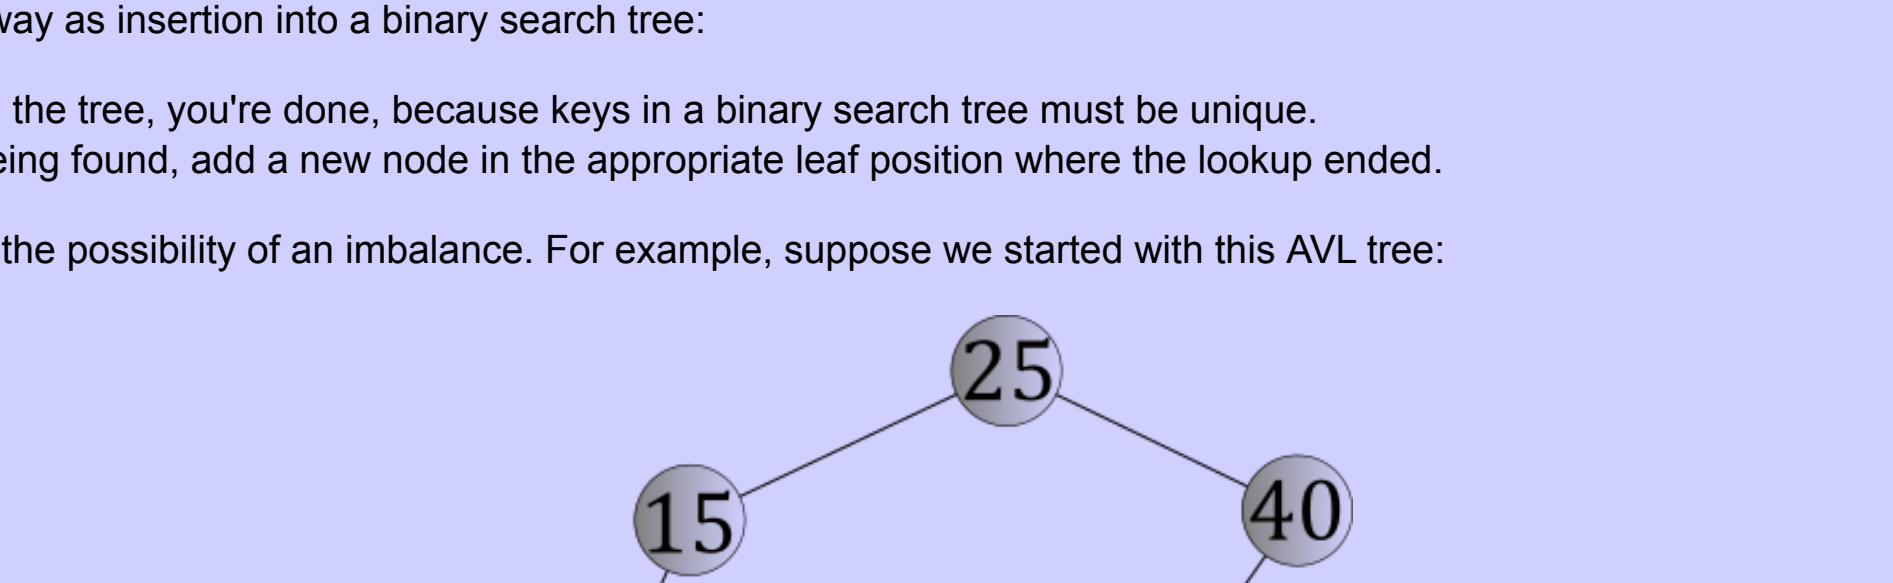 as insertion into a binary search tree:
the tree, you're done, because keys in a binary search tree must be unique.
found, add a new node in the appropriate leaf position where the lookup ended.
the possibility of an imbalance. For example, suppose we started with this AVL tree:
25
15
40